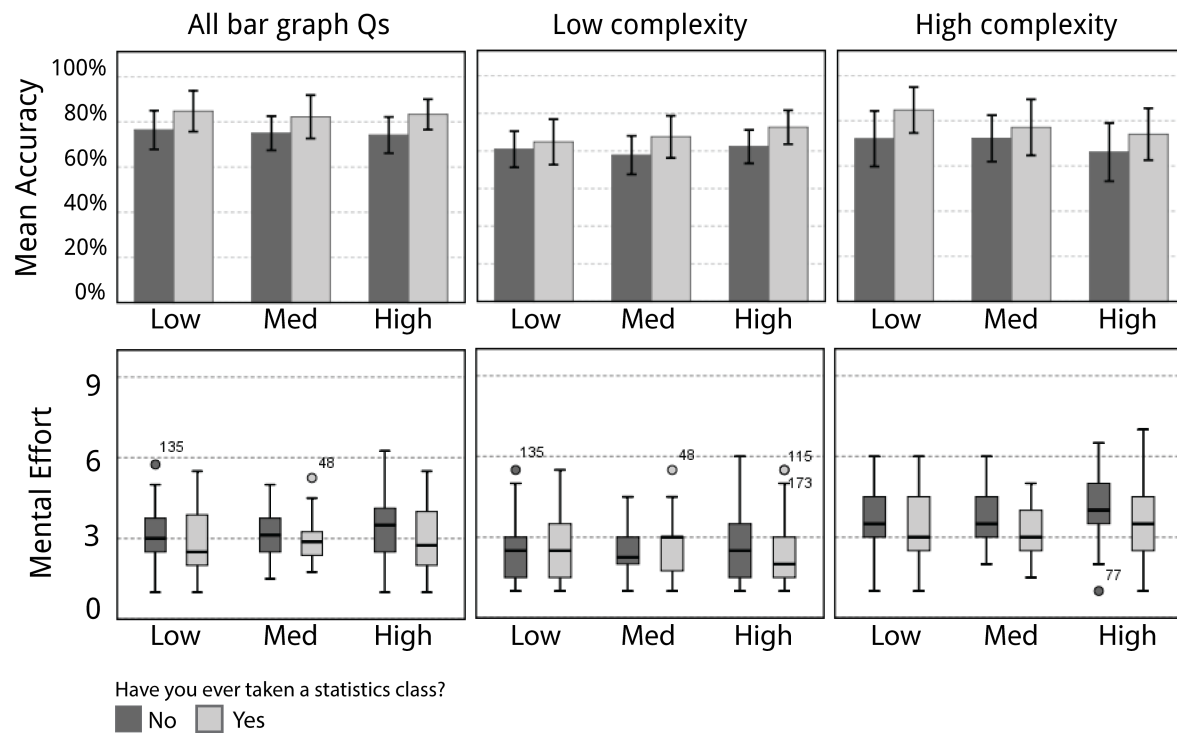 All bar graph Qs Low complexity High complexity
Mean Accuracy
100%
80%
60%
40%
20%
0%
Low Med High Low Med High Low Med High
Mental Effort
9
6
3
0
135
48
135
48
115
173
77
Low Med High Low Med High Low Med High
Have you ever taken a statistics class?
No Yes